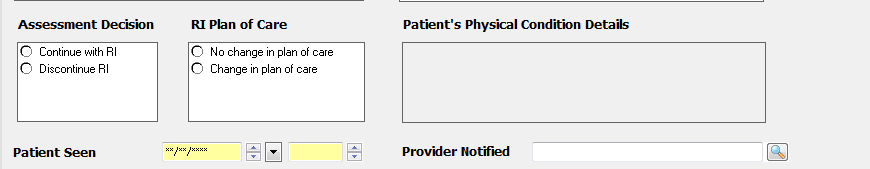 Assessment Decision RI Plan of Care Patient's Physical Condition Details
Continue with RI No change in plan of care
Discontinue RI Change in plan of care
Patient Seen **/**/**** Provider Notified